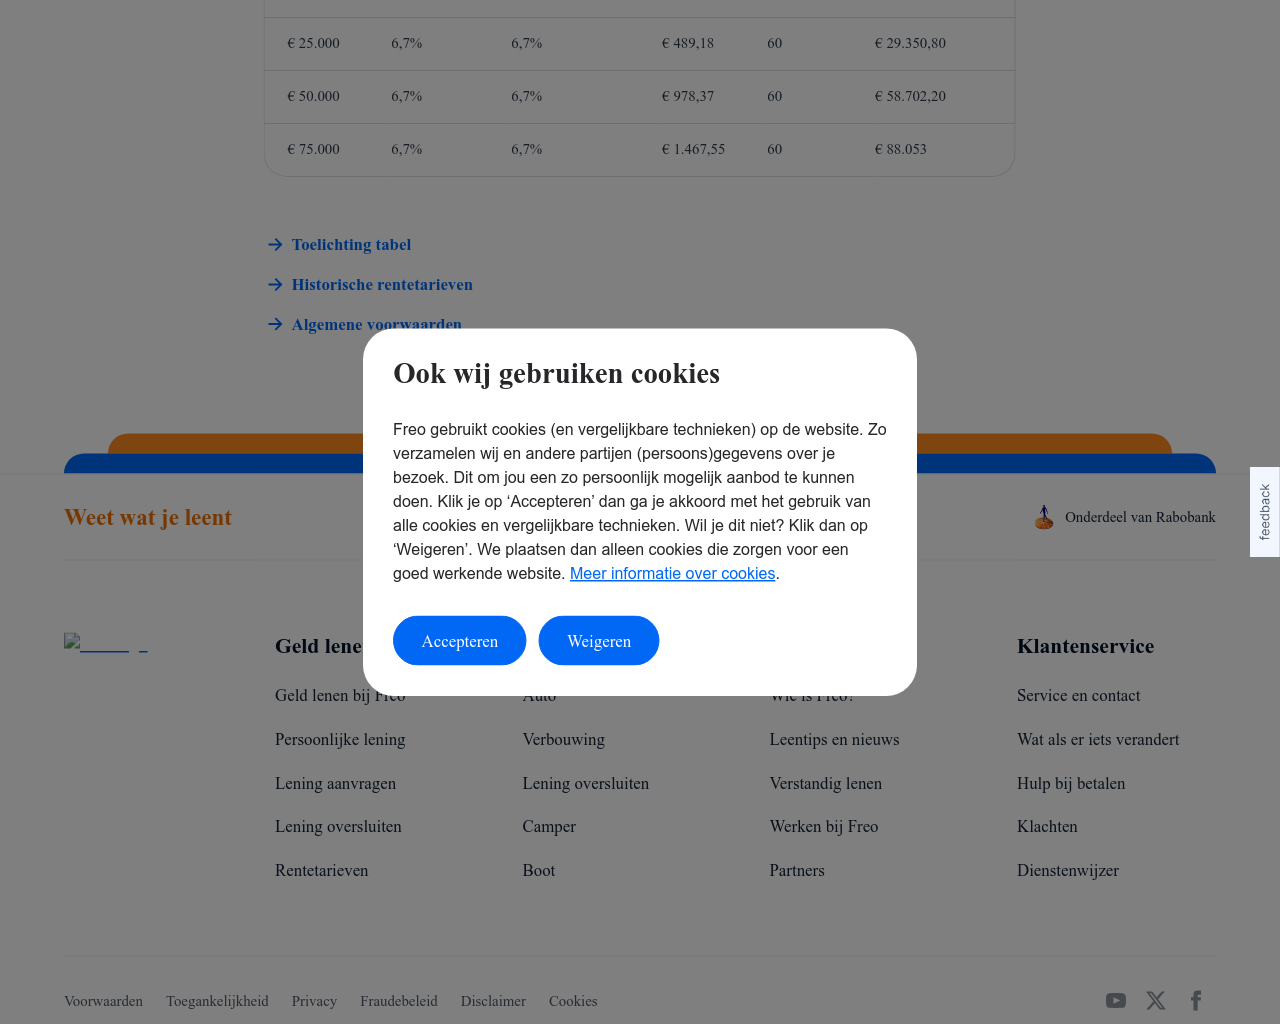 € 25.000 6,7% 6,7% € 489,18 60 € 29.350,80
€ 50.000 6,7% 6,7% € 978,37 60 € 58.702,20
€ 75.000 6,7% 6,7% € 1.467,55 60 € 88.053
Toelichting tabel
Historische rentetarieven
Algemene voorwaarden
Ook wij gebruiken cookies
Freo gebruikt cookies (en vergelijkbare technieken) op de website. Zo
verzamelen wij en andere partijen (persoons)gegevens over je
bezoek. Dit om jou een zo persoonlijk mogelijk aanbod te kunnen
doen. Klik je op ‘Accepteren’ dan ga je akkoord met het gebruik van
alle cookies en vergelijkbare technieken. Wil je dit niet? Klik dan op
‘Weigeren’. We plaatsen dan alleen cookies die zorgen voor een
goed werkende website. Meer informatie over cookies.
Accepteren Weigeren
Weet wat je leent
Onderdeel van Rabobank
feedback
Geld lene
Geld lenen bij Freo
Persoonlijke lening
Lening aanvragen
Lening oversluiten
Rentetarieven
Auto
Verbouwing
Lening oversluiten
Camper
Boot
Wie is Freo?
Leentips en nieuws
Verstandig lenen
Werken bij Freo
Partners
Klantenservice
Service en contact
Wat als er iets verandert
Hulp bij betalen
Klachten
Dienstenwijzer
Voorwaarden Toegankelijkheid Privacy Fraudebeleid Disclaimer Cookies